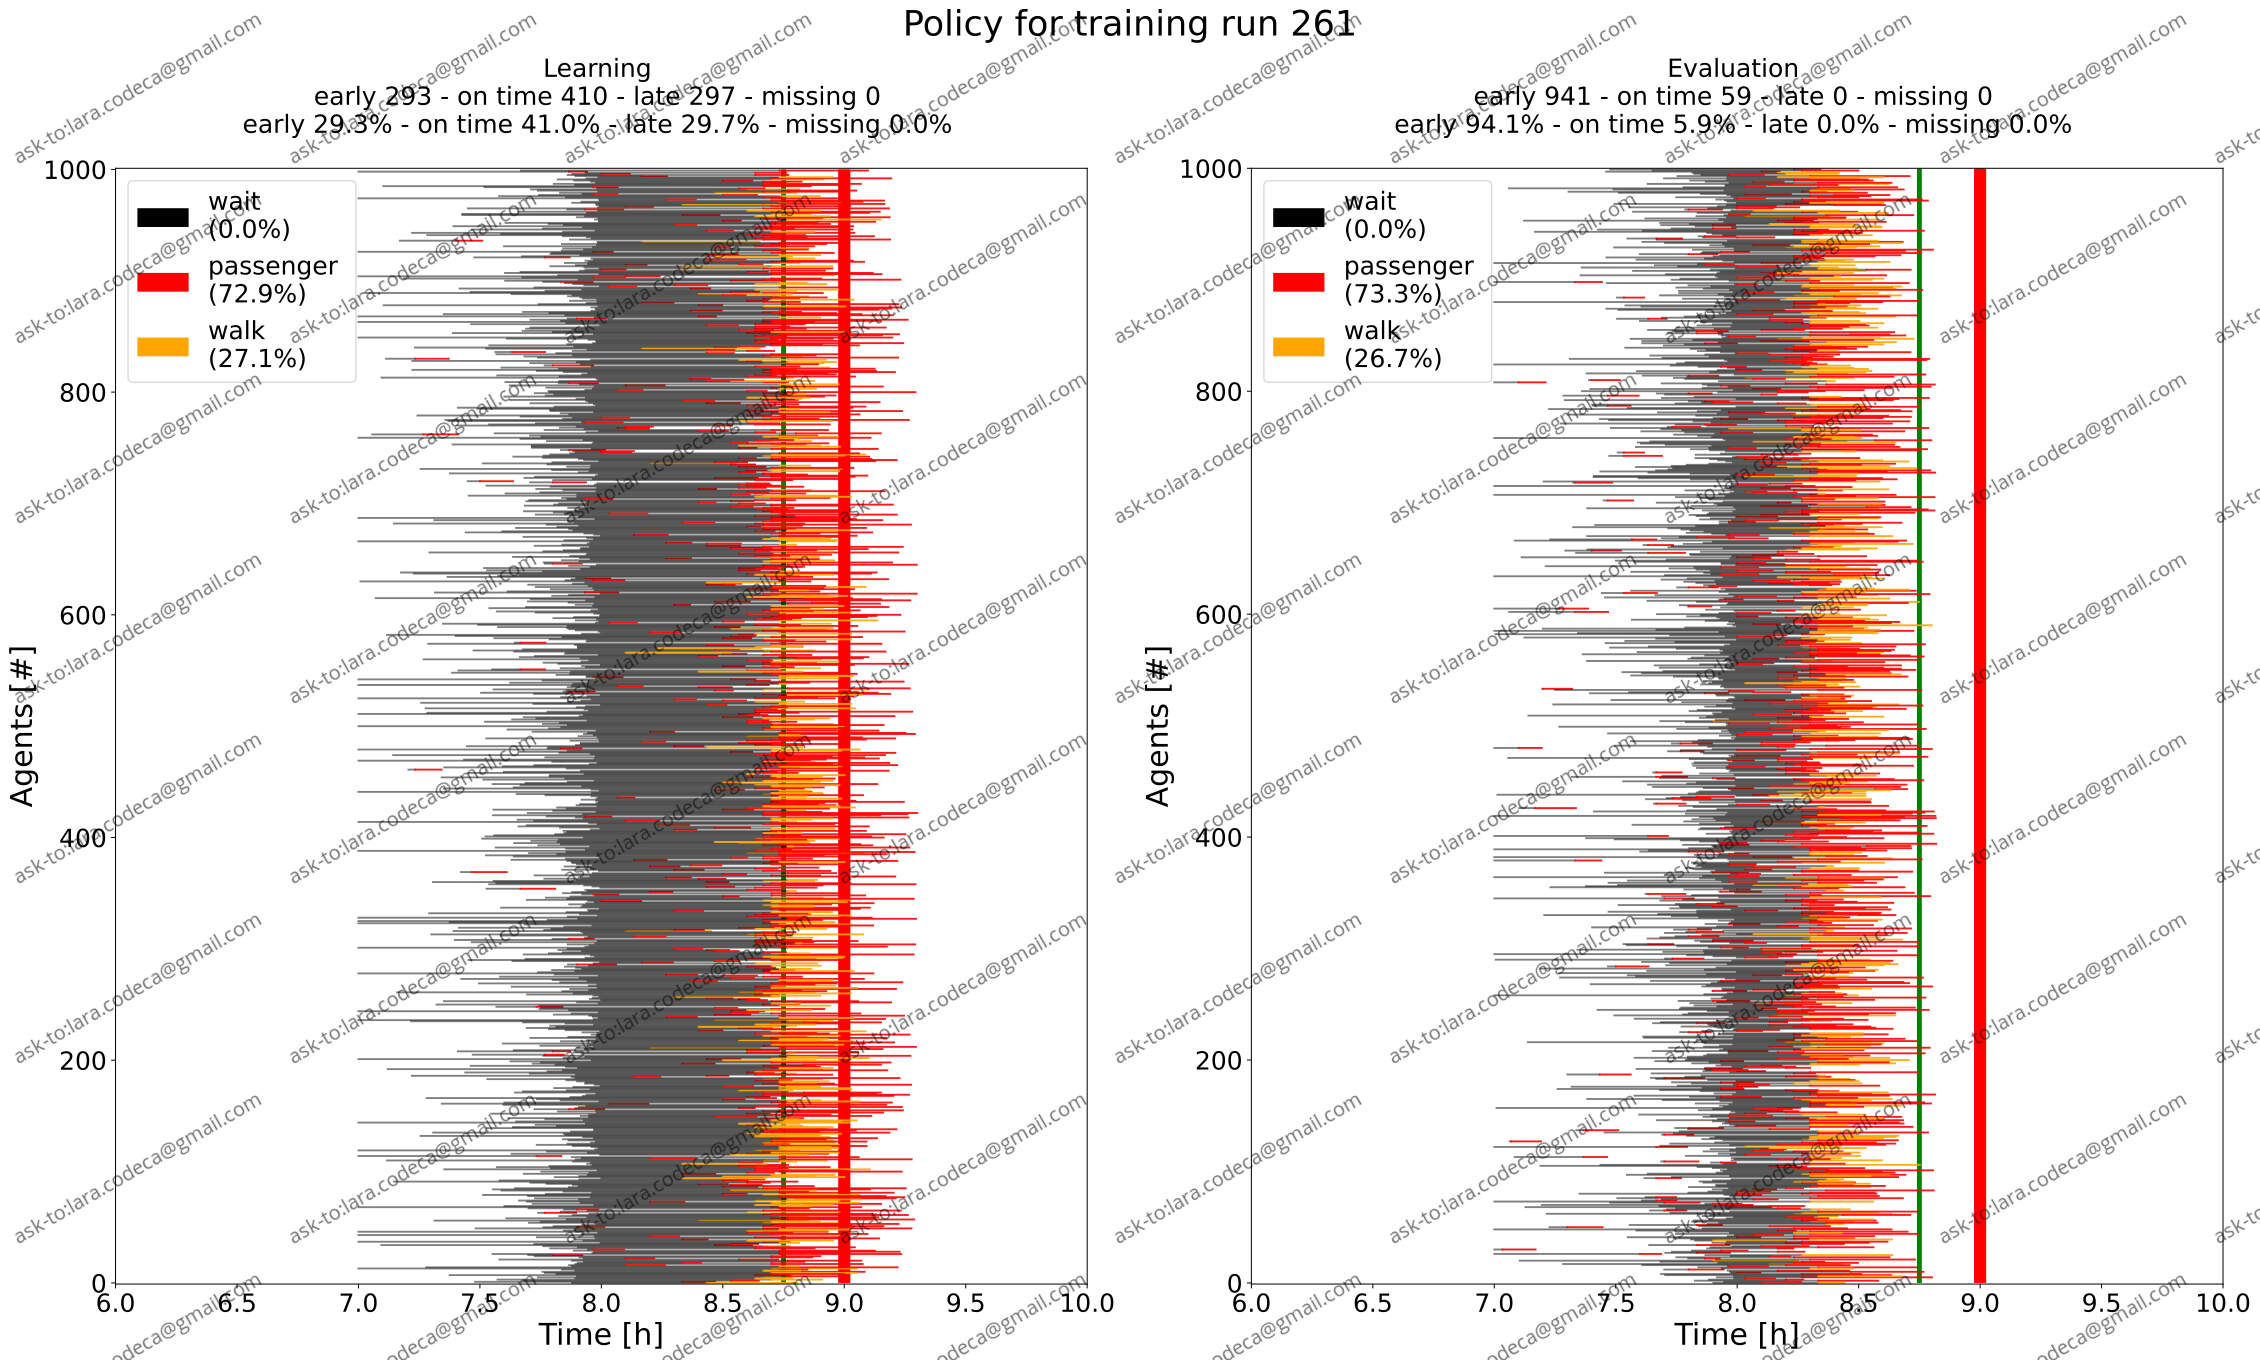 Policy for training run 261
Learning
early 293 - on time 410 - late 297 - missing 0
early 29.3% - on time 41.0% - late 29.7% - missing 0.0%
wait
(0.0%)
passenger
(72.9%)
walk
(27.1%)
Agents [#]
1000
800
600
400
200
0
6.0 6.5 7.0 7.5 8.0 8.5 9.0 9.5 10.0
Time [h]
Evaluation
early 941 - on time 59 - late 0 - missing 0
early 94.1% - on time 5.9% - late 0.0% - missing 0.0%
wait
(0.0%)
passenger
(73.3%)
walk
(26.7%)
Agents [#]
1000
800
600
400
200
0
6.0 6.5 7.0 7.5 8.0 8.5 9.0 9.5 10.0
Time [h]
ask-to:lara.codeca@gmail.com